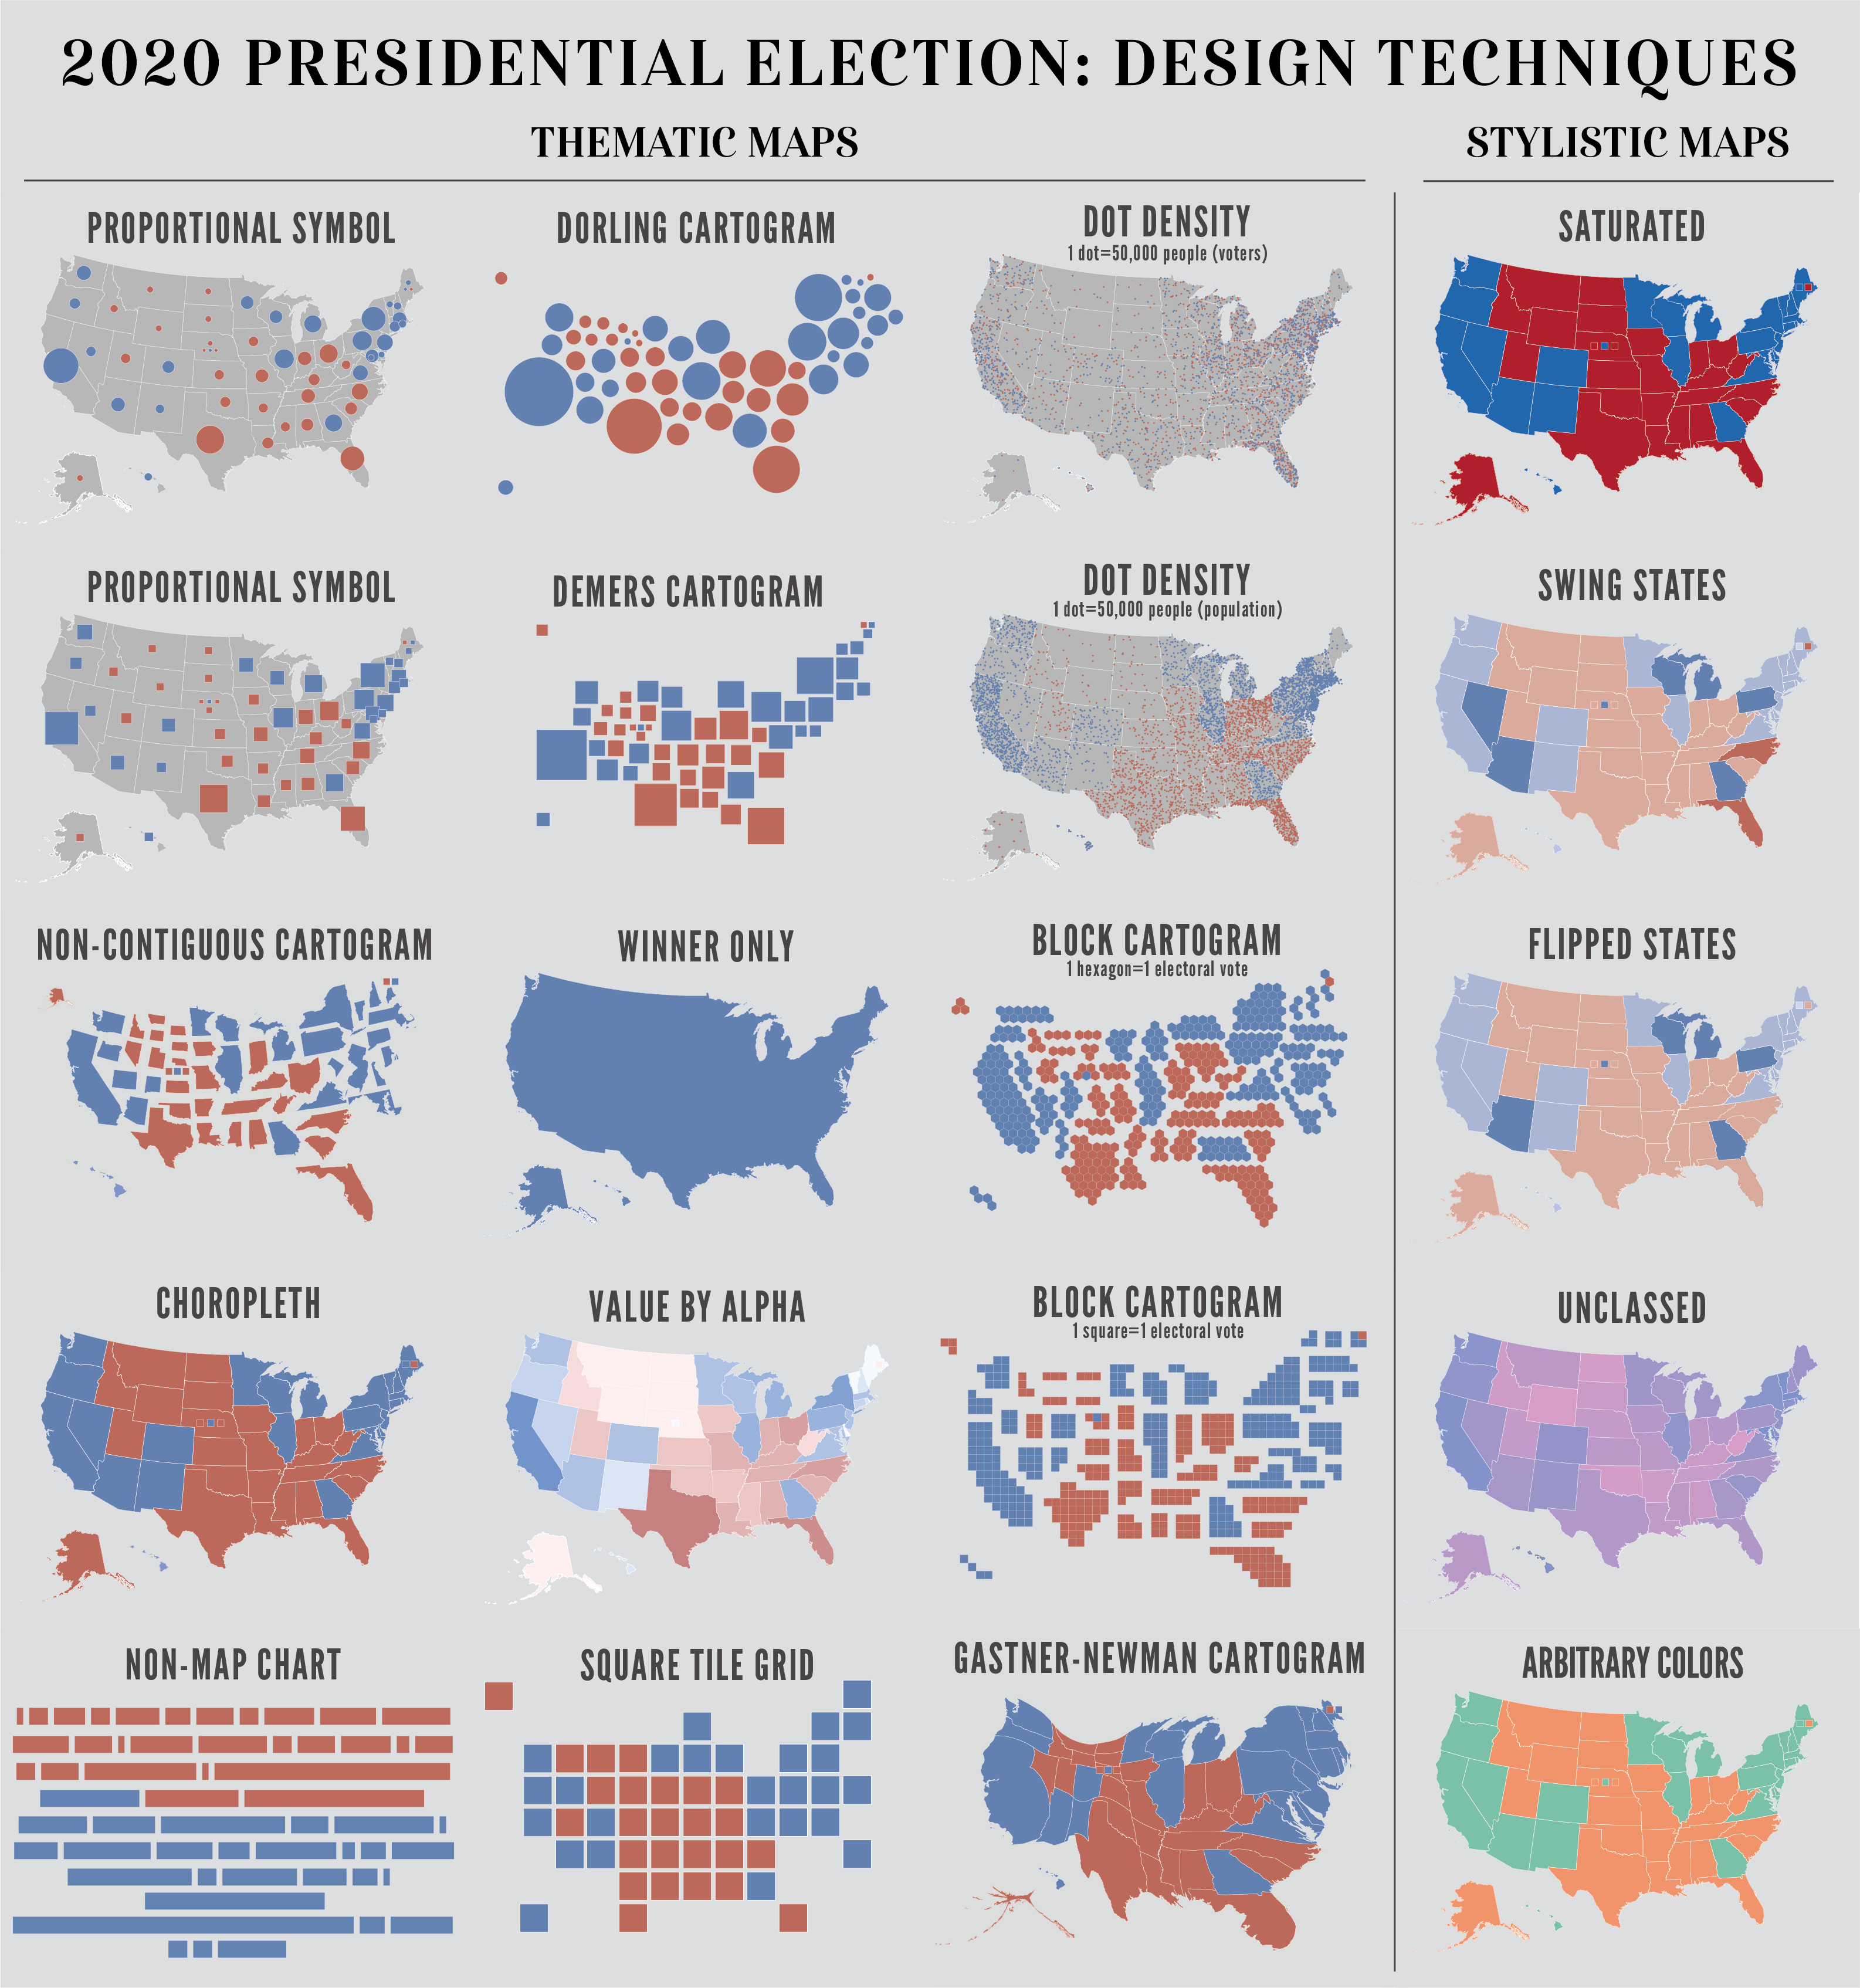 2020 PRESIDENTIAL ELECTION: DESIGN TECHNIQUES
THEMATIC MAPS
STYLISTIC MAPS
PROPORTIONAL SYMBOL
DORLING CARTOGRAM
DOT DENSITY
1 dot=50,000 people (voters)
SATURATED
PROPORTIONAL SYMBOL
DEMERS CARTOGRAM
DOT DENSITY
1 dot=50,000 people (population)
SWING STATES
NON-CONTIGUOUS CARTOGRAM
WINNER ONLY
BLOCK CARTOGRAM
1 hexagon=1 electoral vote
FLIPPED STATES
CHOROPLETH
VALUE BY ALPHA
BLOCK CARTOGRAM
1 square=1 electoral vote
UNCLASSED
NON-MAP CHART
SQUARE TILE GRID
GASTNER-NEWMAN CARTOGRAM
ARBITRARY COLORS